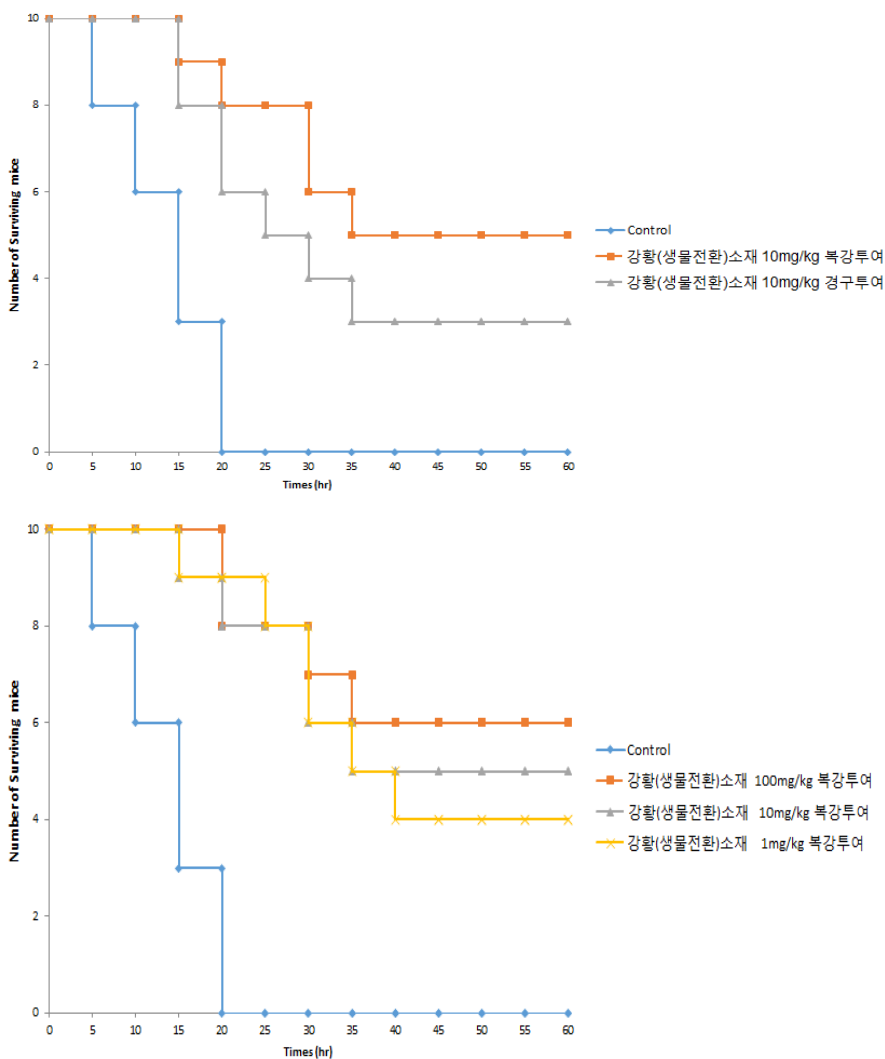 10
8
6
4
2
0
Number of Surviving mice
0 5 10 15 20 25 30 35 40 45 50 55 60
Times (hr)
Control
강황(생물전환)소재 10mg/kg 복강투여
강황(생물전환)소재 10mg/kg 경구투여
10
8
6
4
2
0
Number of Surviving mice
0 5 10 15 20 25 30 35 40 45 50 55 60
Times (hr)
Control
강황(생물전환)소재 100mg/kg 복강투여
강황(생물전환)소재 10mg/kg 복강투여
강황(생물전환)소재 1mg/kg 복강투여